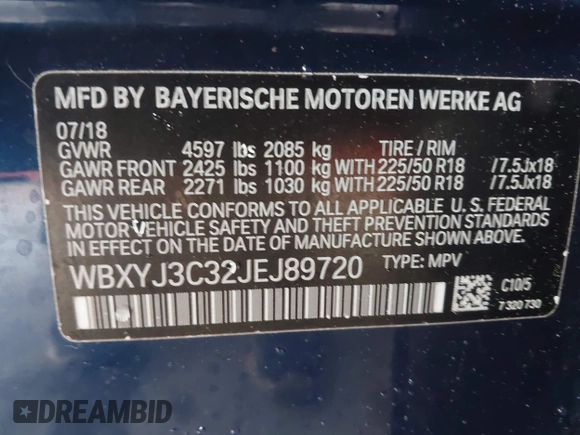 MFD BY BAYERISCHE MOTOREN WERKE AG
07/18
GVWR 4597 lbs 2085 kg TIRE / RIM
GAWR FRONT 2425 lbs 1100 kg WITH 225/50 R18 /7.5Jx18
GAWR REAR 2271 lbs 1030 kg WITH 225/50 R18 /7.5Jx18
THIS VEHICLE CONFORMS TO ALL APPLICABLE U. S. FEDERAL
MOTOR VEHICLE SAFETY AND THEFT PREVENTION STANDARDS
IN EFFECT ON THE DATE OF MANUFACTURE SHOWN ABOVE.
WBXYJ3C32JEJ89720 TYPE: MPV
C10/5
7 320 730
DREAMBID